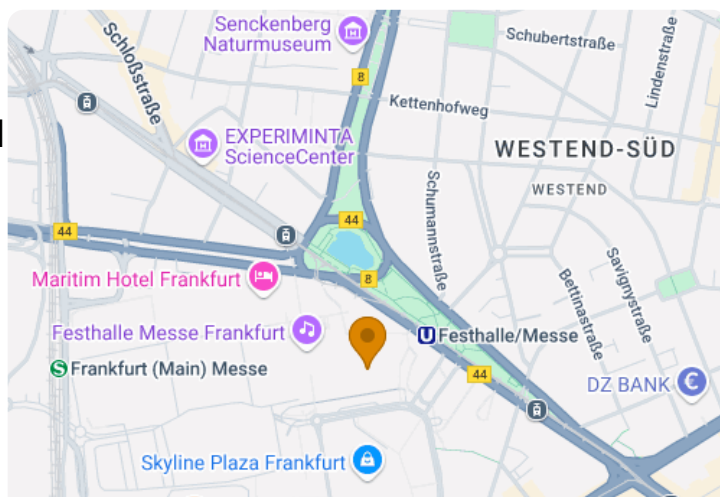 Senckenberg
Naturmuseum
Schubertstraße
Lindenstraße
Schloßstraße
8
Kettenhofweg
EXPERIMINTA
ScienceCenter
WESTEND-SÜD
WESTEND
Schumannstraße
44
44
Savignystraße
Bettinastraße
Maritim Hotel Frankfurt
8
Festhalle Messe Frankfurt
U Festhalle/Messe
S Frankfurt (Main) Messe
44
DZ BANK
Skyline Plaza Frankfurt